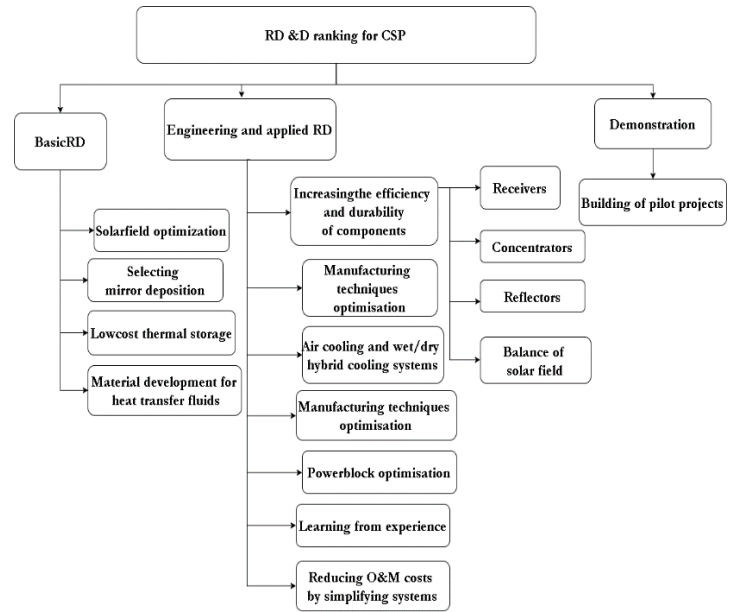 RD &D ranking for CSP
BasicRD
Solarfield optimization
Selecting
mirror deposition
Lowcost thermal storage
Material development for
heat transfer fluids
Engineering and applied RD
Increasingthe efficiency
and durability
of components
Receivers
Concentrators
Reflectors
Balance of
solar field
Manufacturing
techniques
optimisation
Air cooling and wet/dry
hybrid cooling systems
Manufacturing techniques
optimisation
Powerblock optimisation
Learning from experience
Reducing O&M costs
by simplifying systems
Demonstration
Building of pilot projects